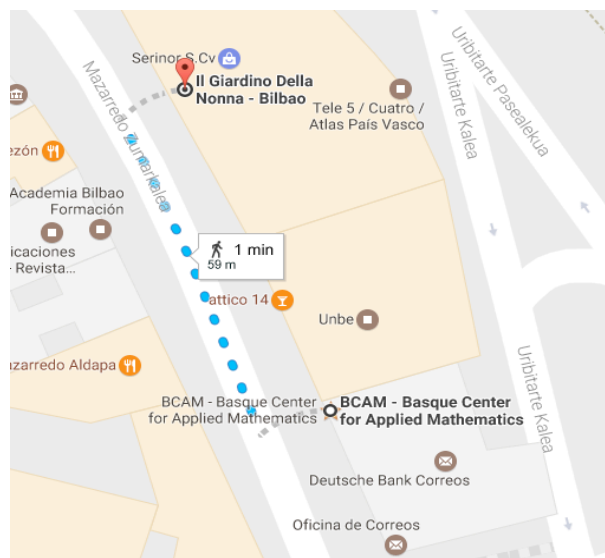 Serinor S.Cv
Il Giardino Della
Nonna - Bilbao
Mazarredo Zumarkalea
Tele 5 / Cuatro /
Atlas País Vasco
Uribitarte Kalea
Uribitarte Pasealekua
ezón
Academia Bilbao
Formación
icaciones
- Revista...
1 min
59 m
attico 14
Unbe
azarredo Aldapa
Uribitarte Kalea
BCAM - Basque Center
for Applied Mathematics
BCAM - Basque Center
for Applied Mathematics
Deutsche Bank Correos
Oficina de Correos